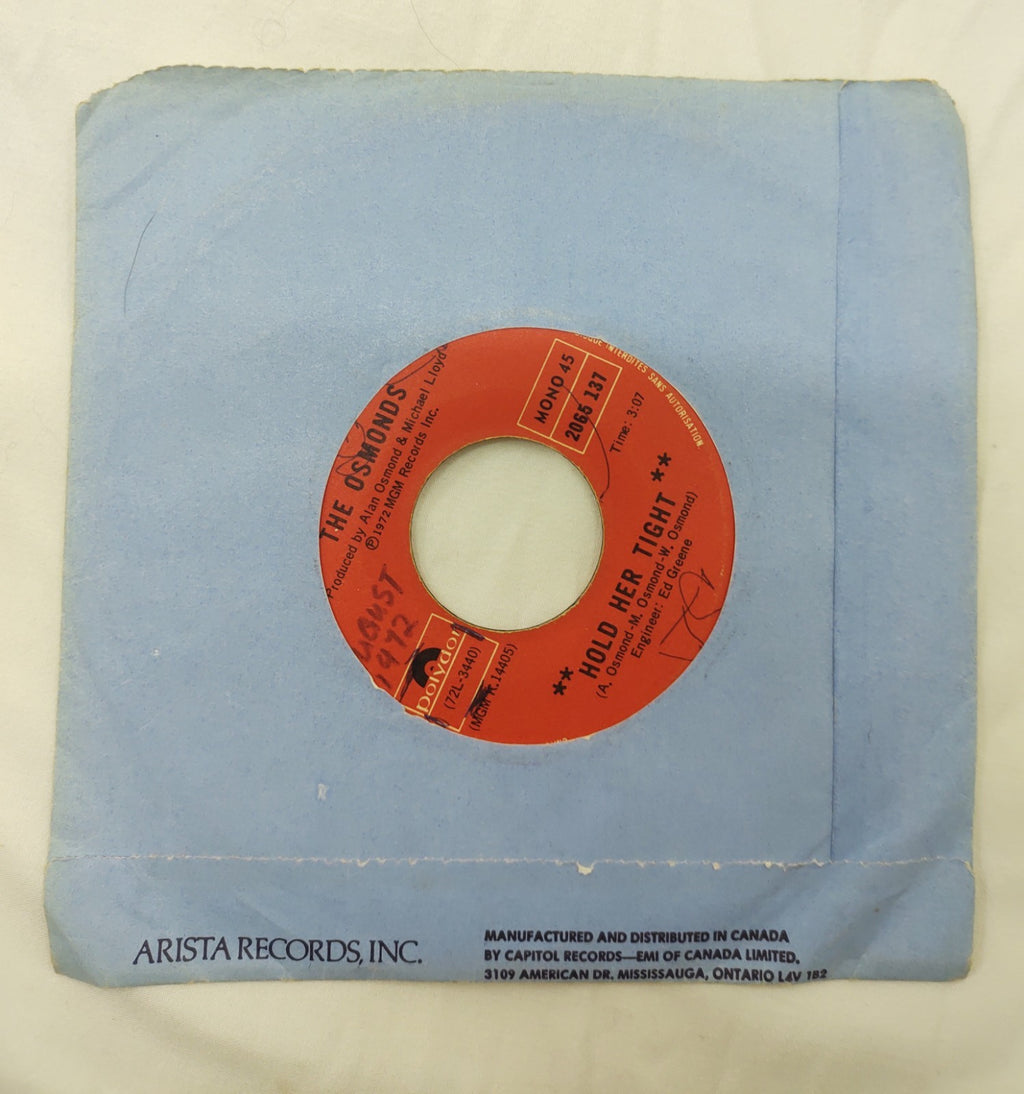 THE OSMONDS
Produced by Alan Osmond & Michael Lloyd
℗1972 MGM Records Inc.
MONO 45
2065 137
Time: 3:07
INTERDITES SANS AUTORISATION.
** HOLD HER TIGHT **
(A. Osmond-M. Osmond-W. Osmond)
Engineer: Ed Greene
1972
polydor
(72L-3440)
14405)
ARISTA RECORDS, INC.
MANUFACTURED AND DISTRIBUTED IN CANADA
BY CAPITOL RECORDS—EMI OF CANADA LIMITED,
3109 AMERICAN DR. MISSISSAUGA, ONTARIO L4V 1B2